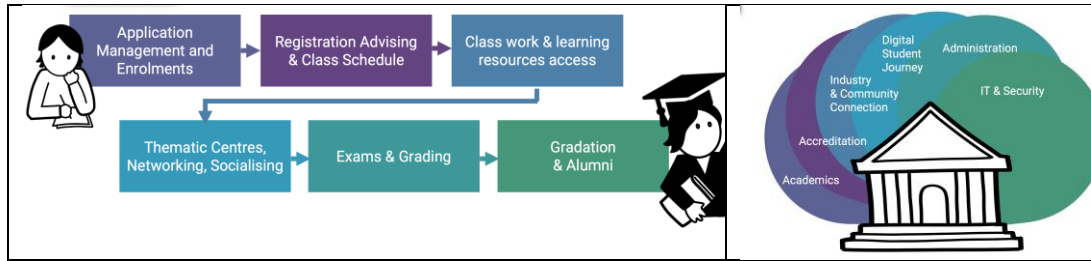 Application
Management and
Enrolments
Registration Advising
& Class Schedule
Class work & learning
resources access
Thematic Centres,
Networking, Socialising
Exams & Grading
Gradation
& Alumni
Digital
Student
Journey
Administration
Industry
& Community
Connection
IT & Security
Accreditation
Academics